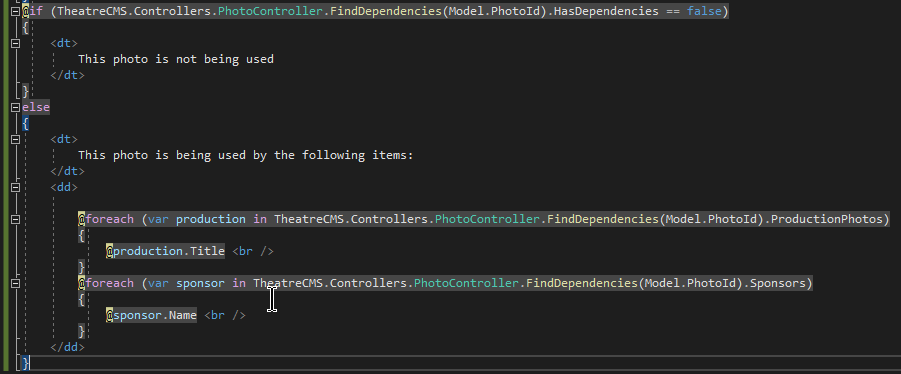 @if (TheatreCMS.Controllers.PhotoController.FindDependencies(Model.PhotoId).HasDependencies == false)
{
<dt>
This photo is not being used
</dt>
}
else
{
<dt>
This photo is being used by the following items:
</dt>
<dd>
@foreach (var production in TheatreCMS.Controllers.PhotoController.FindDependencies(Model.PhotoId).ProductionPhotos)
{
@production.Title <br />
}
@foreach (var sponsor in TheatreCMS.Controllers.PhotoController.FindDependencies(Model.PhotoId).Sponsors)
{
@sponsor.Name <br />
}
</dd>
}